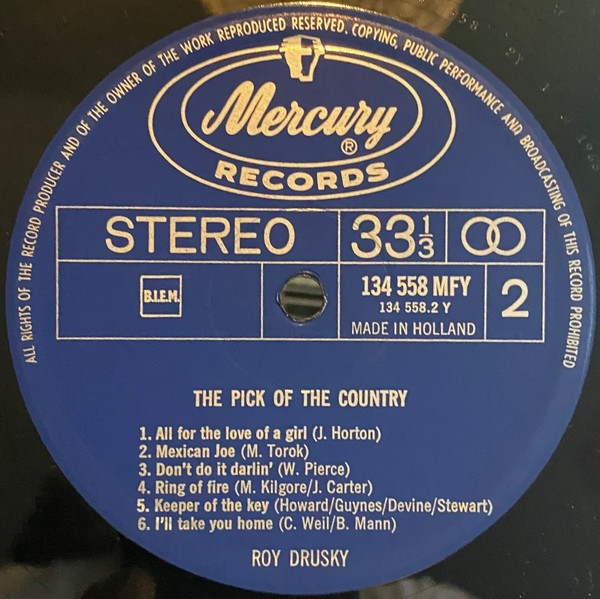 ALL RIGHTS OF THE RECORD PRODUCER AND OF THE OWNER OF THE WORK REPRODUCED RESERVED. COPYING, PUBLIC PERFORMANCE AND BROADCASTING OF THIS RECORD PROHIBITED
Mercury ®
RECORDS
STEREO 33⅓
B.I.E.M. 134 558 MFY 2
134 558.2 Y
MADE IN HOLLAND
THE PICK OF THE COUNTRY
1. All for the love of a girl (J. Horton)
2. Mexican Joe (M. Torok)
3. Don't do it darlin' (W. Pierce)
4. Ring of fire (M. Kilgore/J. Carter)
5. Keeper of the key (Howard/Guynes/Devine/Stewart)
6. I'll take you home (C. Weil/B. Mann)
ROY DRUSKY